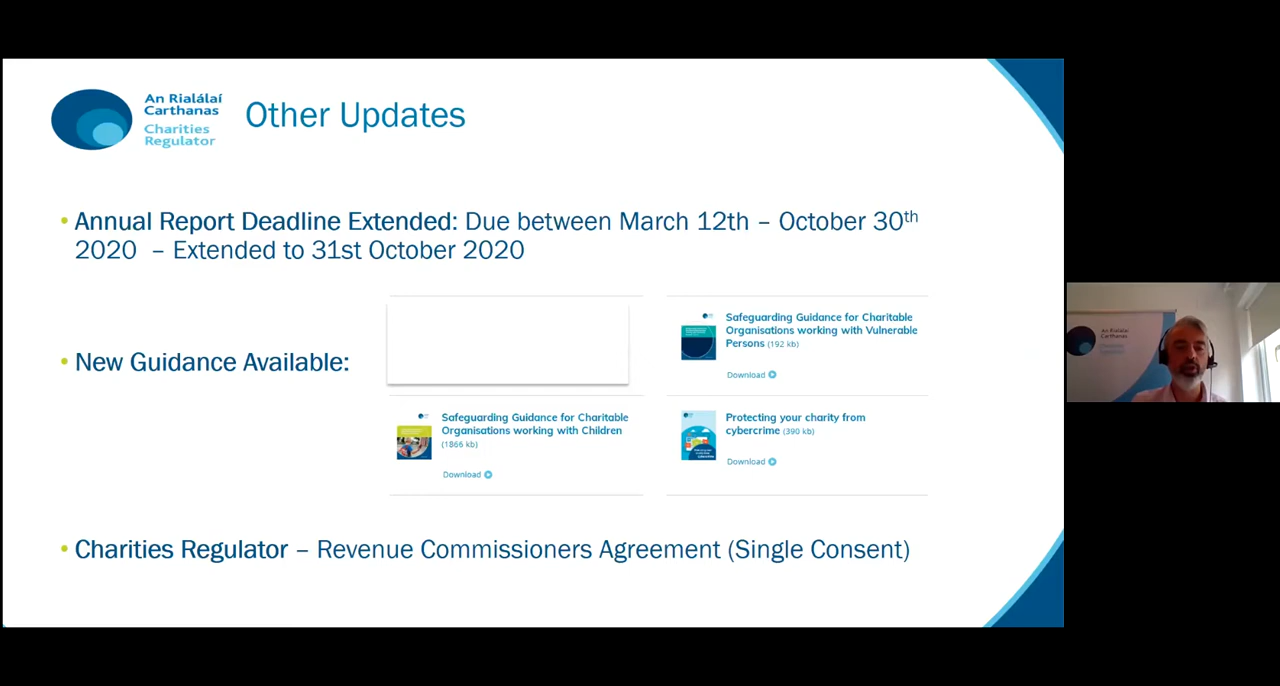 An Rialálaí
Carthanas
Charities
Regulator
Other Updates
• Annual Report Deadline Extended: Due between March 12th – October 30th
2020 – Extended to 31st October 2020
• New Guidance Available:
Safeguarding Guidance for Charitable
Organisations working with Vulnerable
Persons (192 kb)
Download
Safeguarding Guidance for Charitable
Organisations working with Children
(1866 kb)
Download
Protecting your charity from
cybercrime (390 kb)
Download
• Charities Regulator – Revenue Commissioners Agreement (Single Consent)
An Rialálaí
Carthanas